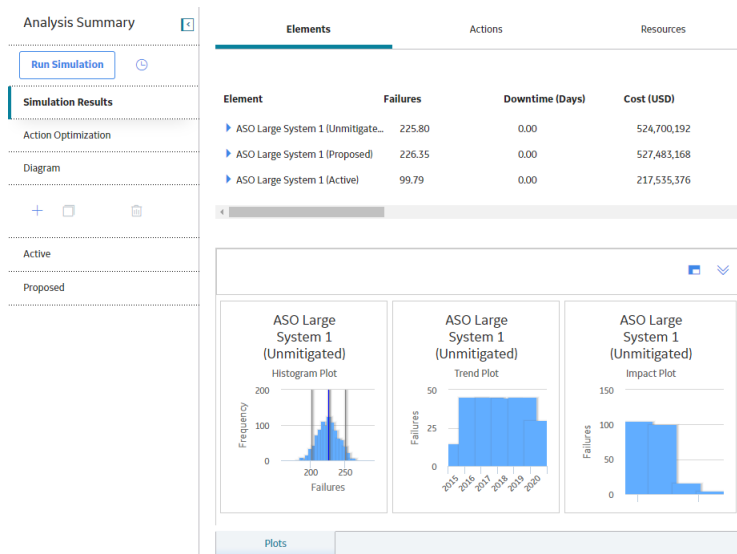 Analysis Summary
Run Simulation
Simulation Results
Action Optimization
Diagram
Active
Proposed
Elements
Actions
Resources
Element
Failures
Downtime (Days)
Cost (USD)
ASO Large System 1 (Unmitigate...
225.80
0.00
524,700,192
ASO Large System 1 (Proposed)
226.35
0.00
527,483,168
ASO Large System 1 (Active)
99.79
0.00
217,535,376
ASO Large
System 1
(Unmitigated)
Histogram Plot
200
100
0
Frequency
200
250
Failures
ASO Large
System 1
(Unmitigated)
Trend Plot
50
25
0
Failures
2015
2016
2017
2018
2019
2020
ASO Large
System 1
(Unmitigated)
Impact Plot
150
100
50
0
Failures
Plots